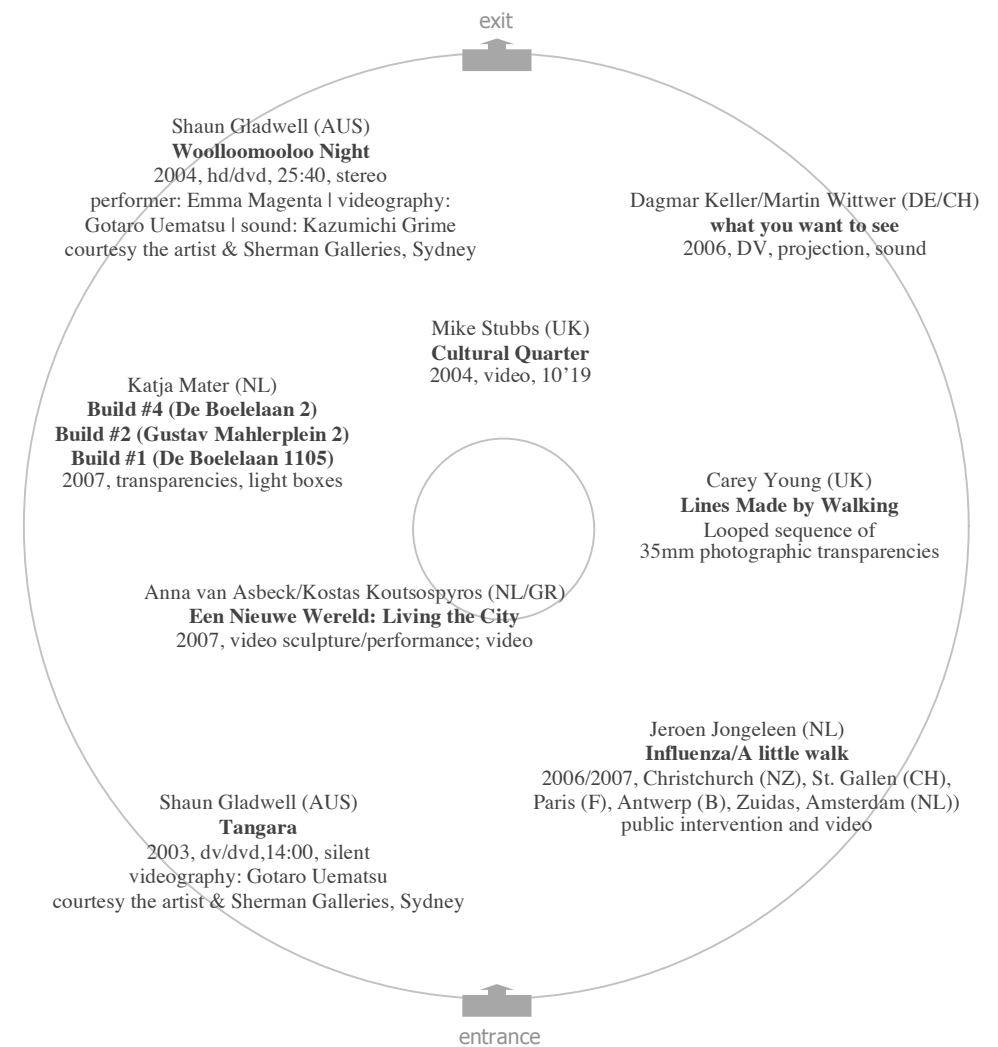 exit
Shaun Gladwell (AUS)
Woolloomooloo Night
2004, hd/dvd, 25:40, stereo
performer: Emma Magenta | videography:
Gotaro Uematsu | sound: Kazumichi Grime
courtesy the artist & Sherman Galleries, Sydney
Dagmar Keller/Martin Wittwer (DE/CH)
what you want to see
2006, DV, projection, sound
Mike Stubbs (UK)
Cultural Quarter
2004, video, 10’19
Katja Mater (NL)
Build #4 (De Boelelaan 2)
Build #2 (Gustav Mahlerplein 2)
Build #1 (De Boelelaan 1105)
2007, transparencies, light boxes
Carey Young (UK)
Lines Made by Walking
Looped sequence of
35mm photographic transparencies
Anna van Asbeck/Kostas Koutsospyros (NL/GR)
Een Nieuwe Wereld: Living the City
2007, video sculpture/performance; video
Jeroen Jongeleen (NL)
Influenza/A little walk
2006/2007, Christchurch (NZ), St. Gallen (CH),
Paris (F), Antwerp (B), Zuidas, Amsterdam (NL))
public intervention and video
Shaun Gladwell (AUS)
Tangara
2003, dv/dvd,14:00, silent
videography: Gotaro Uematsu
courtesy the artist & Sherman Galleries, Sydney
entrance